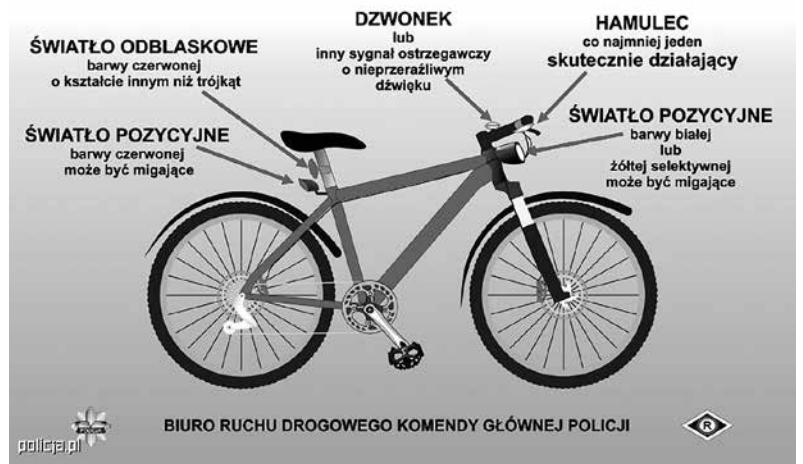 ŚWIATŁO ODBLASKOWE
barwy czerwonej
o kształcie innym niż trójkąt
ŚWIATŁO POZYCYJNE
barwy czerwonej
może być migające
DZWONEK
lub
inny sygnał ostrzegawczy
o nieprzeraźliwym
dźwięku
HAMULEC
co najmniej jeden
skutecznie działający
ŚWIATŁO POZYCYJNE
barwy białej
lub
żółtej selektywnej
może być migające
BIURO RUCHU DROGOWEGO KOMENDY GŁÓWNEJ POLICJI
POLICJA
policja.pl
R